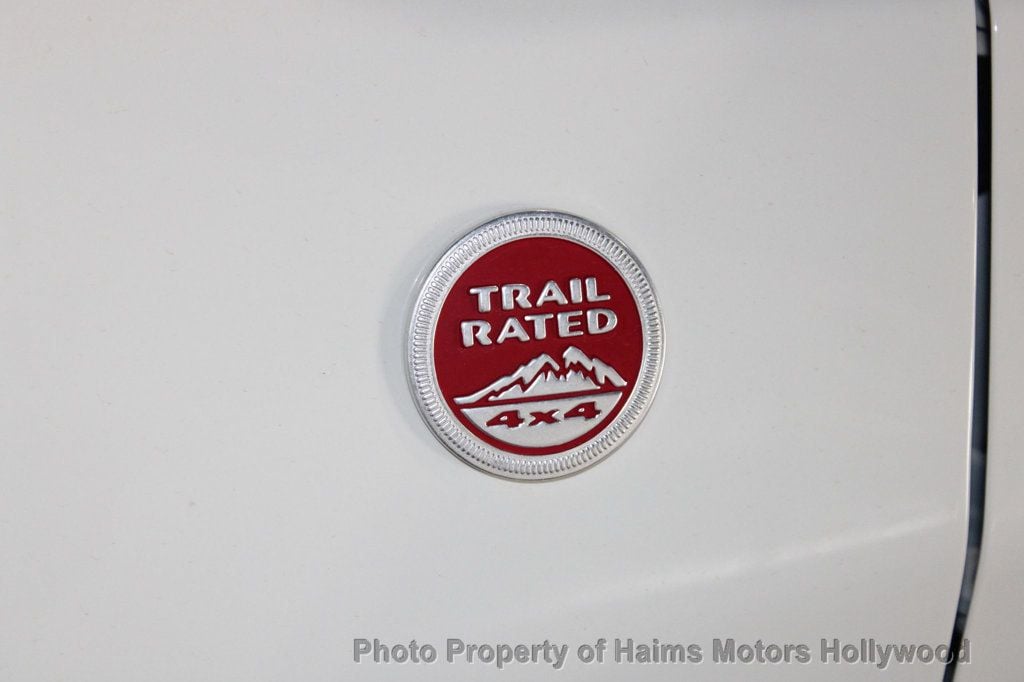 TRAIL
RATED
4x4
Photo Property of Haims Motors Hollywood